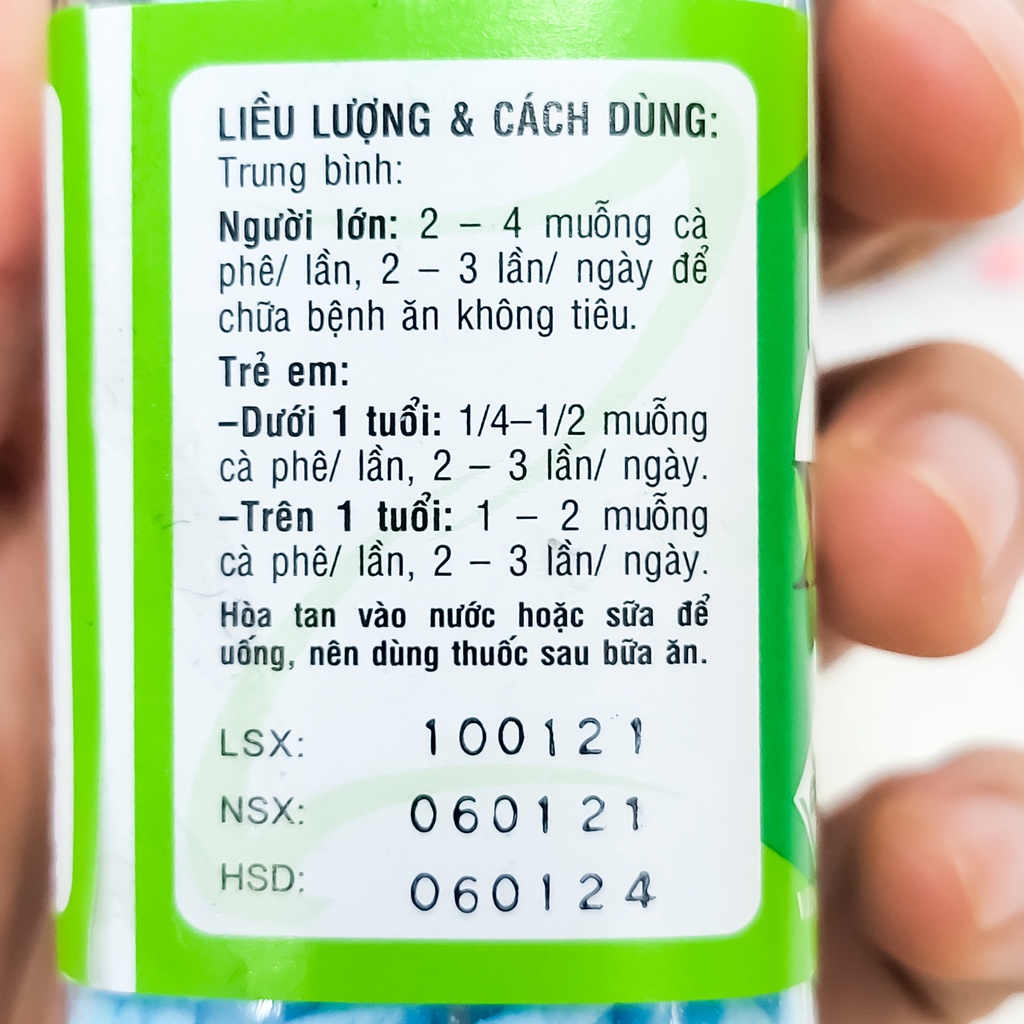 LIỀU LƯỢNG & CÁCH DÙNG:
Trung bình:
Người lớn: 2 – 4 muỗng cà
phê/ lần, 2 – 3 lần/ ngày để
chữa bệnh ăn không tiêu.
Trẻ em:
–Dưới 1 tuổi: 1/4–1/2 muỗng
cà phê/ lần, 2 – 3 lần/ ngày.
–Trên 1 tuổi: 1 – 2 muỗng
cà phê/ lần, 2 – 3 lần/ ngày.
Hòa tan vào nước hoặc sữa để
uống, nên dùng thuốc sau bữa ăn.
LSX: 100121
NSX: 060121
HSD: 060124